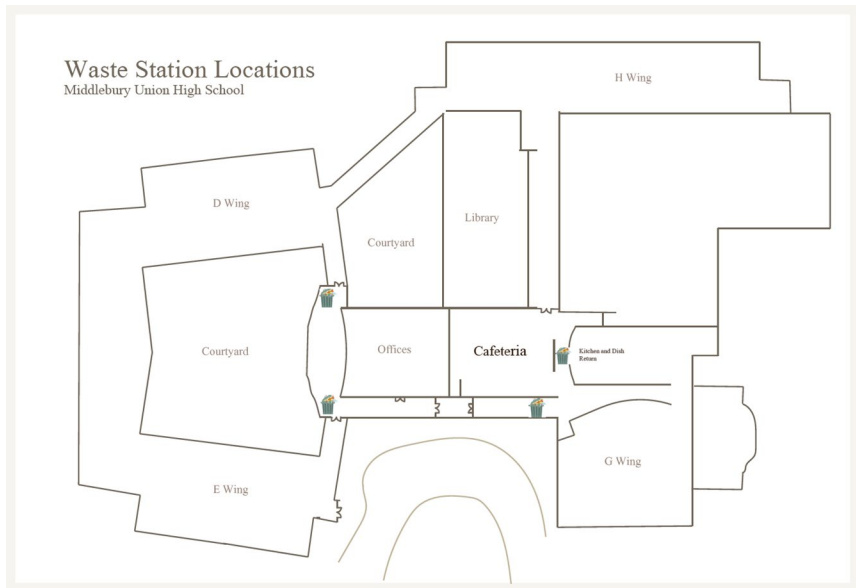 Waste Station Locations
Middlebury Union High School
H Wing
D Wing
Library
Courtyard
Courtyard
Offices
Cafeteria
Kitchen and Dish
Return
G Wing
E Wing